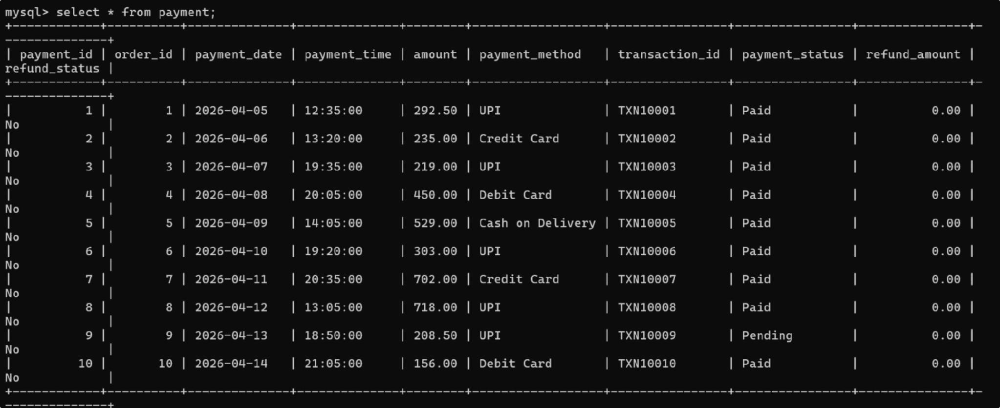 mysql> select * from payment;
+------------+----------+--------------+--------------+--------+------------------+----------------+----------------+---------------+-
--------------+
| payment_id | order_id | payment_date | payment_time | amount | payment_method   | transaction_id | payment_status | refund_amount |
refund_status |
+------------+----------+--------------+--------------+--------+------------------+----------------+----------------+---------------+-
--------------+
|          1 |        1 | 2026-04-05   | 12:35:00     | 292.50 | UPI              | TXN10001       | Paid           |          0.00 |
No            |
|          2 |        2 | 2026-04-06   | 13:20:00     | 235.00 | Credit Card      | TXN10002       | Paid           |          0.00 |
No            |
|          3 |        3 | 2026-04-07   | 19:35:00     | 219.00 | UPI              | TXN10003       | Paid           |          0.00 |
No            |
|          4 |        4 | 2026-04-08   | 20:05:00     | 450.00 | Debit Card       | TXN10004       | Paid           |          0.00 |
No            |
|          5 |        5 | 2026-04-09   | 14:05:00     | 529.00 | Cash on Delivery | TXN10005       | Paid           |          0.00 |
No            |
|          6 |        6 | 2026-04-10   | 19:20:00     | 303.00 | UPI              | TXN10006       | Paid           |          0.00 |
No            |
|          7 |        7 | 2026-04-11   | 20:35:00     | 702.00 | Credit Card      | TXN10007       | Paid           |          0.00 |
No            |
|          8 |        8 | 2026-04-12   | 13:05:00     | 718.00 | UPI              | TXN10008       | Paid           |          0.00 |
No            |
|          9 |        9 | 2026-04-13   | 18:50:00     | 208.50 | UPI              | TXN10009       | Pending        |          0.00 |
No            |
|         10 |       10 | 2026-04-14   | 21:05:00     | 156.00 | Debit Card       | TXN10010       | Paid           |          0.00 |
No            |
+------------+----------+--------------+--------------+--------+------------------+----------------+----------------+---------------+-
--------------+